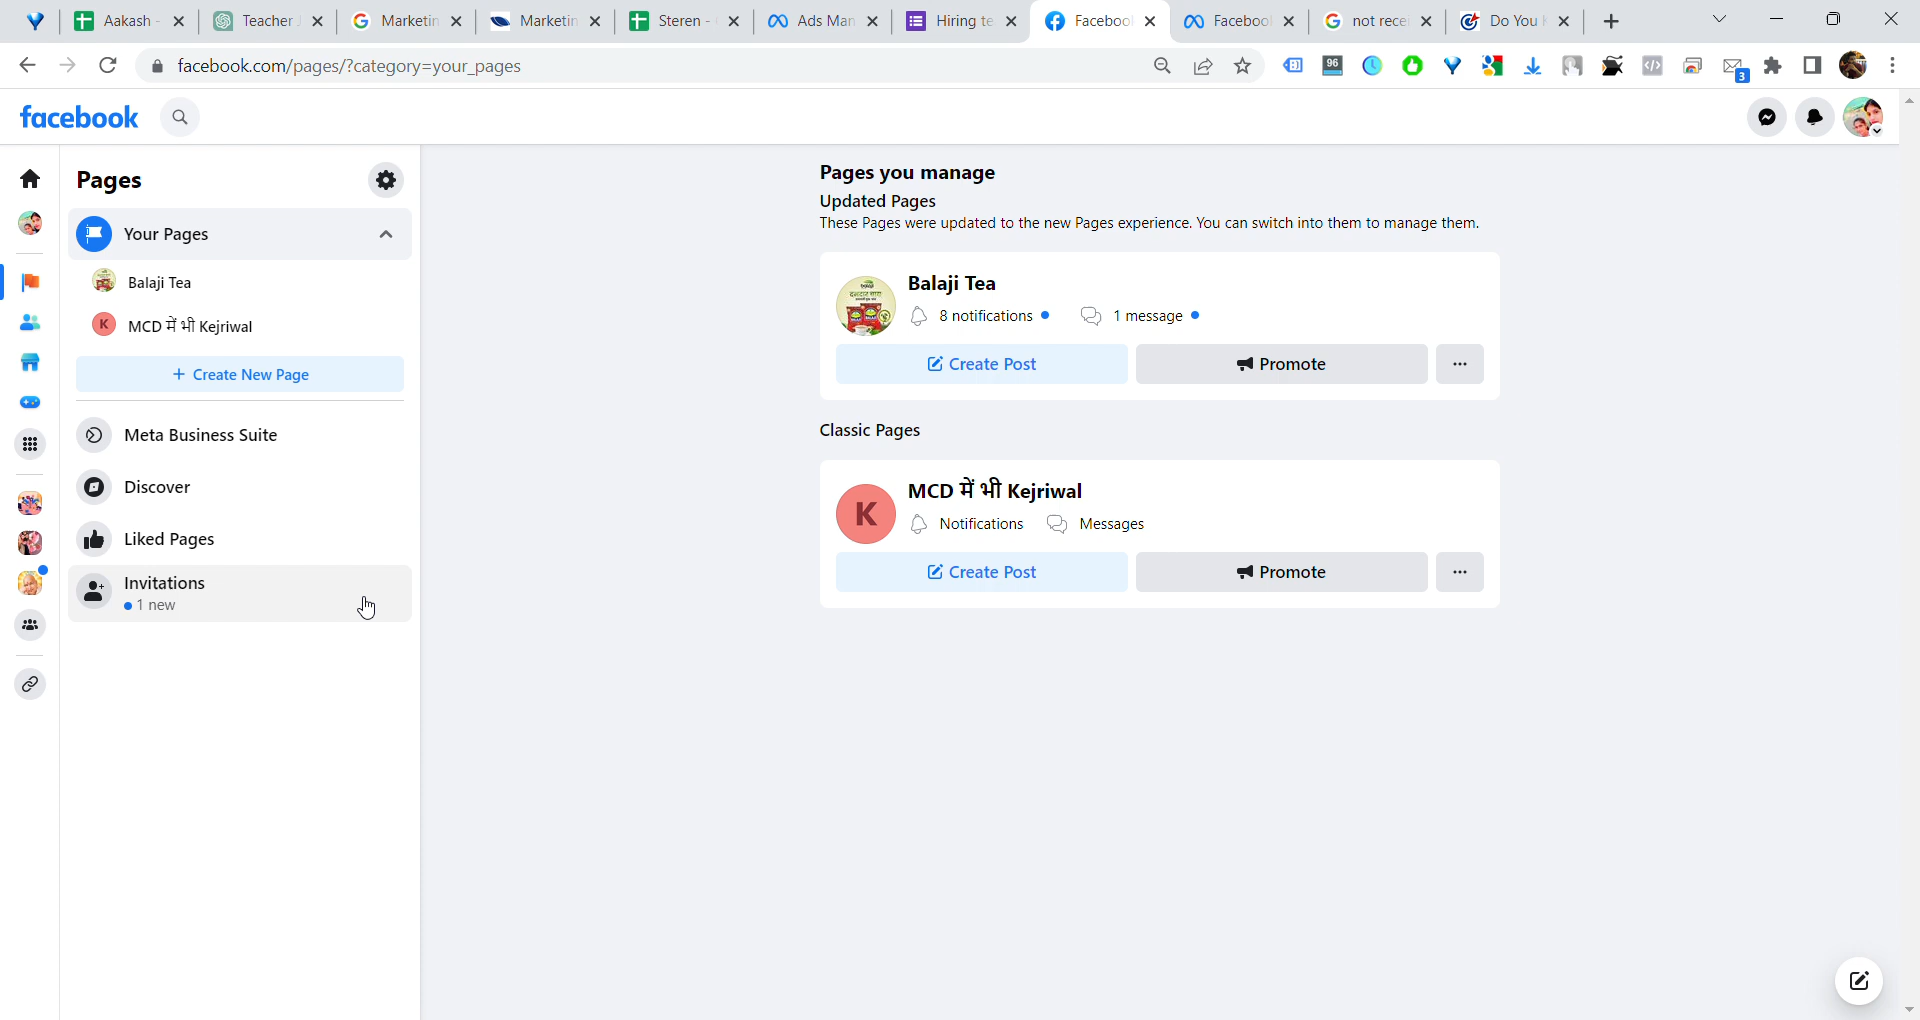 Aakash -
Teacher J
Marketin
Marketin
Steren -
Ads Man
Hiring te
Faceboo
Faceboo
not rece
Do You
facebook.com/pages/?category=your_pages
96
3
facebook
Pages
Your Pages
Balaji Tea
K MCD में भी Kejriwal
+ Create New Page
Meta Business Suite
Discover
Liked Pages
Invitations
1 new
Pages you manage
Updated Pages
These Pages were updated to the new Pages experience. You can switch into them to manage them.
Balaji Tea
8 notifications 1 message
Create Post Promote ...
Classic Pages
K
MCD में भी Kejriwal
Notifications Messages
Create Post Promote ...